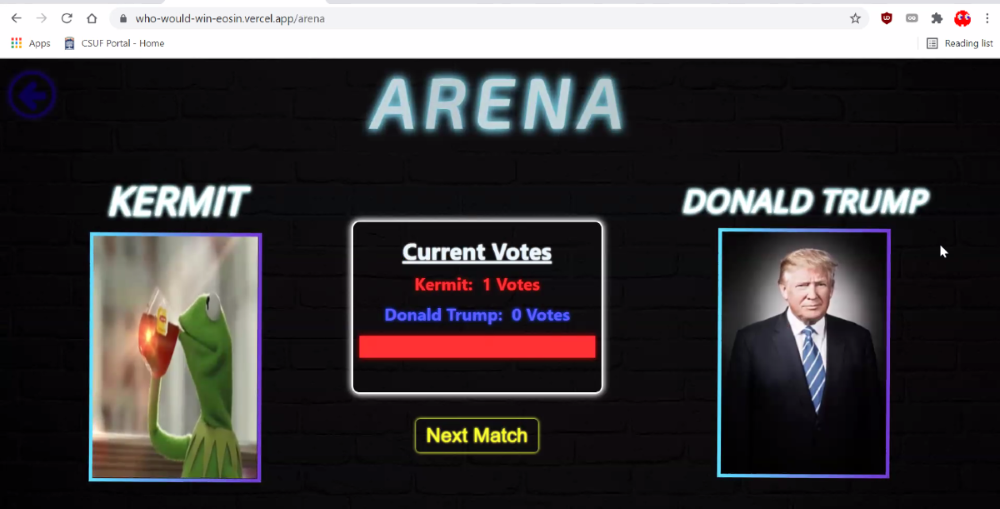 who-would-win-eosin.vercel.app/arena
Apps CSUF Portal - Home Reading list
ARENA
KERMIT
DONALD TRUMP
Current Votes
Kermit: 1 Votes
Donald Trump: 0 Votes
Next Match